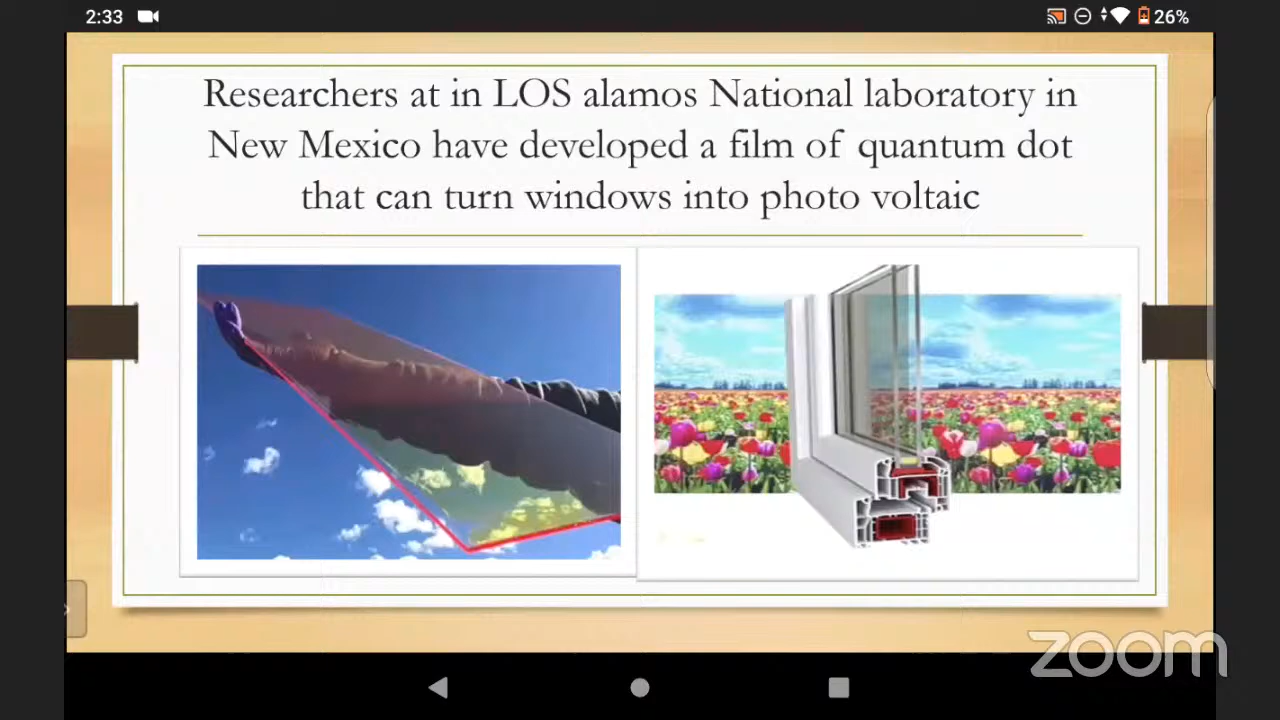 2:33
26%
Researchers at in LOS alamos National laboratory in
New Mexico have developed a film of quantum dot
that can turn windows into photo voltaic
zoom